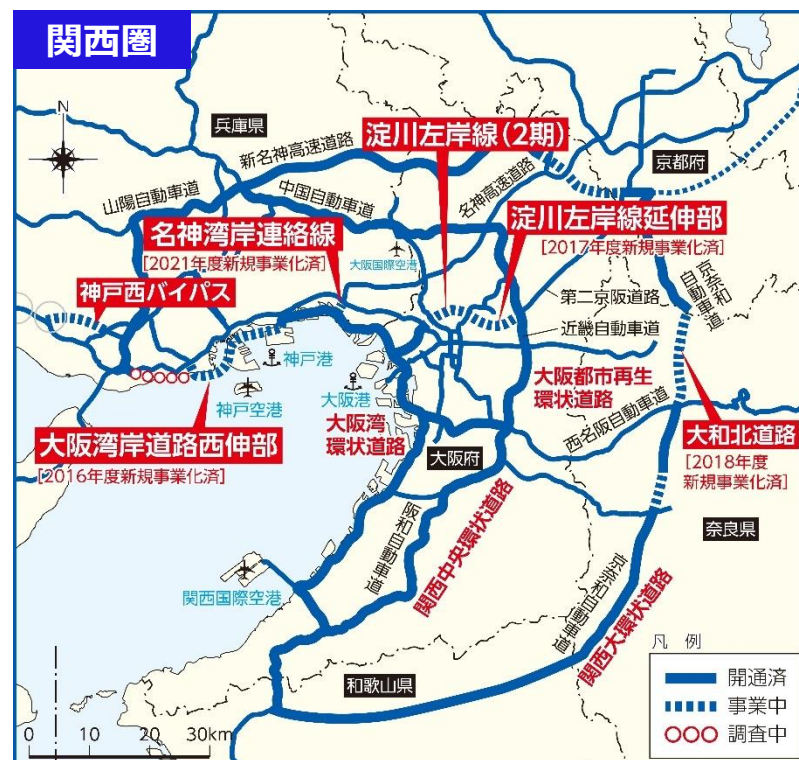 関西圏
N
兵庫県
新名神高速道路
淀川左岸線(2期)
京都府
山陽自動車道
中国自動車道
名神高速道路
淀川左岸線延伸部
[2017年度新規事業化済]
名神湾岸連絡線
[2021年度新規事業化済]
大阪国際空港
神戸西バイパス
第二京阪道路
京奈和
自動車道
近畿自動車道
神戸港
神戸空港
大阪港
大阪湾
環状道路
大阪都市再生
環状道路
西名阪自動車道
大阪湾岸道路西伸部
[2016年度新規事業化済]
大阪府
大和北道路
[2018年度
新規事業化済]
奈良県
阪和自動車道
関西中央環状道路
関西国際空港
京奈和自動車道
関西大環状道路
和歌山県
凡 例
開通済
事業中
調査中
0 10 20 30km